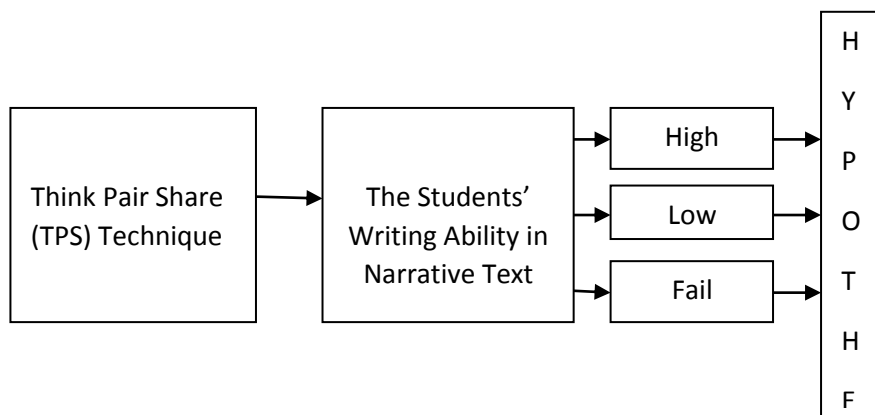 Think Pair Share
(TPS) Technique
The Students’
Writing Ability in
Narrative Text
High
Low
Fail
H
Y
P
O
T
H